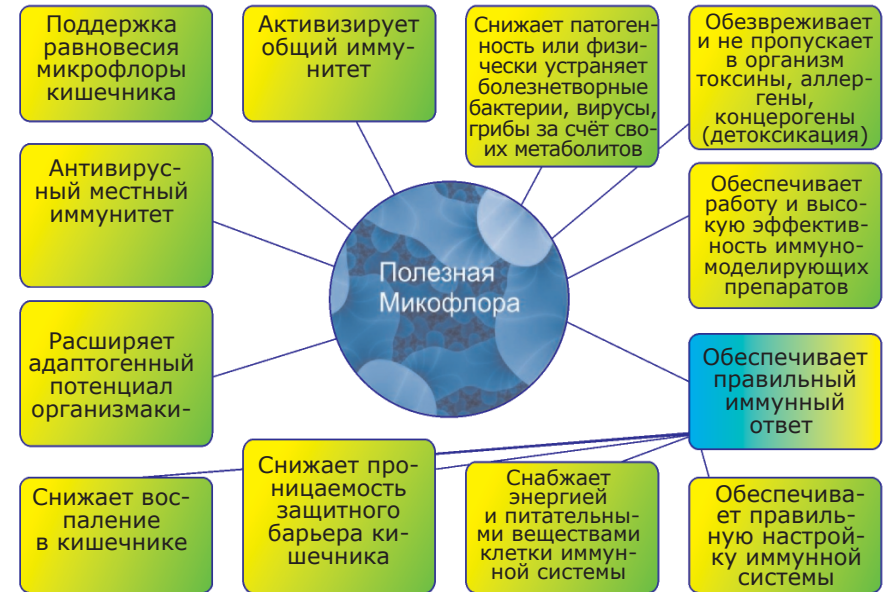 Поддержка
равновесия
микрофлоры
кишечника
Активизирует
общий имму-
нитет
Снижает патоген-
ность или физи-
чески устраняет
болезнетворные
бактерии, вирусы,
грибы за счёт сво-
их метаболитов
Обезвреживает
и не пропускает
в организм
токсины, аллер-
гены,
концерогены
(детоксикация)
Антивирус-
ный местный
иммунитет
Полезная
Микофлора
Обеспечивает
работу и высо-
кую эффектив-
ность иммуно-
моделирующих
препаратов
Расширяет
адаптогенный
потенциал
организмаки-
Обеспечивает
правильный
иммунный
ответ
Снижает вос-
паление
в кишечнике
Снижает про-
ницаемость
защитного
барьера ки-
шечника
Снабжает
энергией
и питательны-
ми веществами
клетки иммун-
ной системы
Обеспечива-
ет правиль-
ную настрой-
ку иммунной
системы